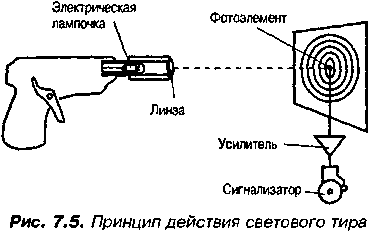 Электрическая
лампочка
Фотоэлемент
Линза
Усилитель
Сигнализатор
Рис. 7.5. Принцип действия светового тира